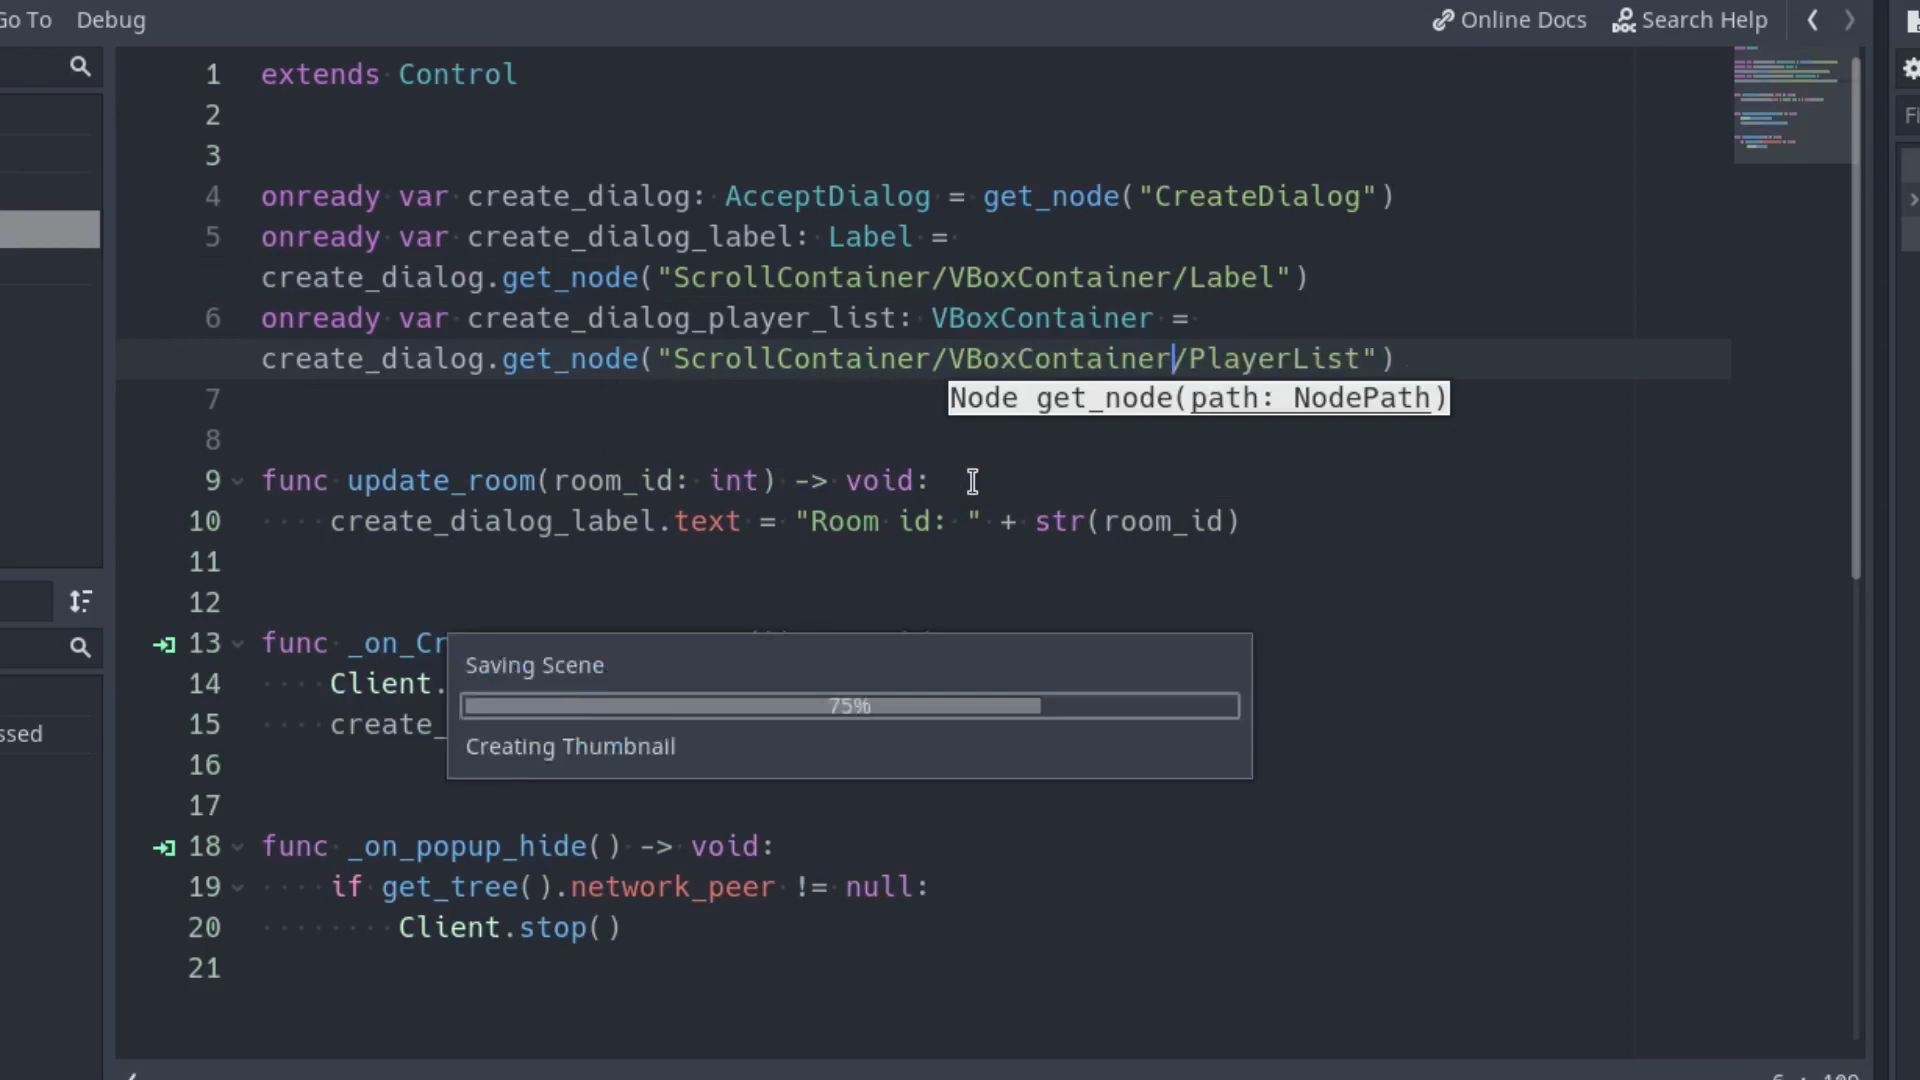 Go To Debug Online Docs Search Help
1 extends Control
2
3
4 onready var create_dialog: AcceptDialog = get_node("CreateDialog")
5 onready var create_dialog_label: Label =
create_dialog.get_node("ScrollContainer/VBoxContainer/Label")
6 onready var create_dialog_player_list: VBoxContainer =
create_dialog.get_node("ScrollContainer/VBoxContainer/PlayerList")
Node get_node(path: NodePath)
7
8
9 func update_room(room_id: int) -> void:
10 create_dialog_label.text = "Room id: " + str(room_id)
11
12
13 func _on_Cr
14 Client.
15 create_
Saving Scene
75%
Creating Thumbnail
ssed
16
17
18 func _on_popup_hide() -> void:
19 if get_tree().network_peer != null:
20 Client.stop()
21